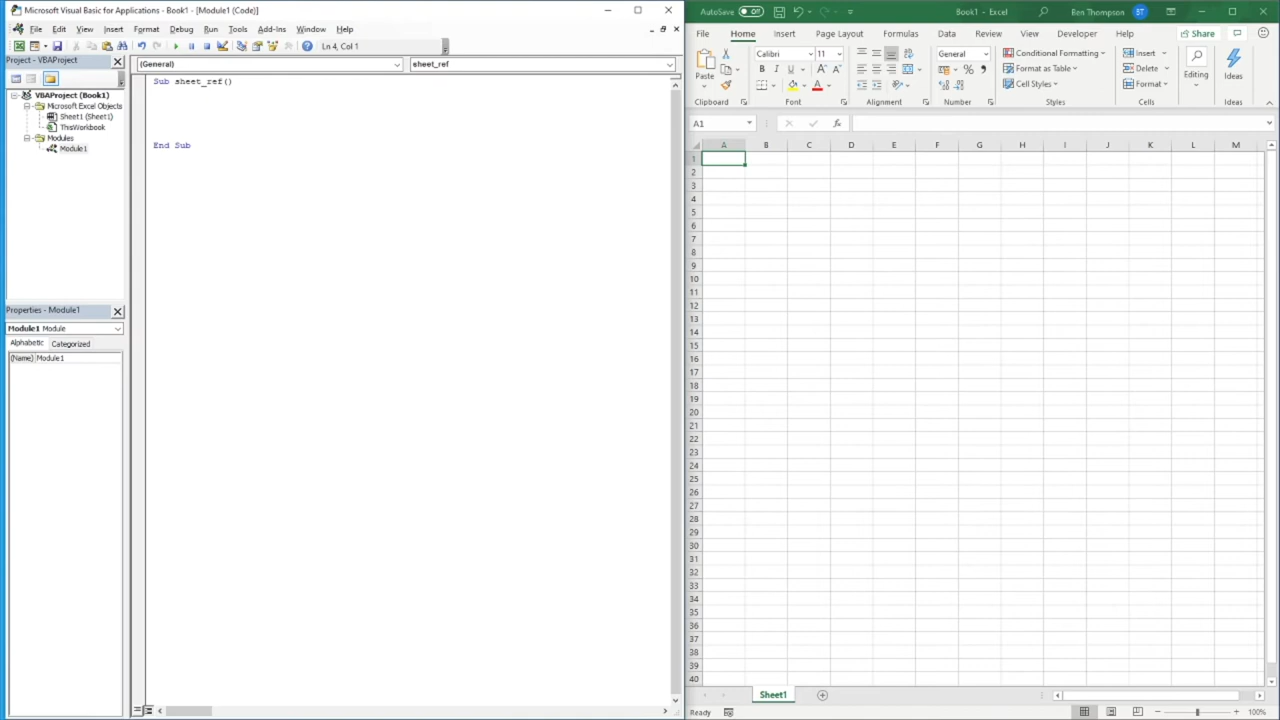 Microsoft Visual Basic for Applications - Book1 - [Module1 (Code)]
File Edit View Insert Format Debug Run Tools Add-Ins Window Help
Ln 4, Col 1
Project - VBAProject
VBAProject (Book1)
Microsoft Excel Objects
Sheet1 (Sheet1)
ThisWorkbook
Modules
Module1
Properties - Module1
Module1 Module
Alphabetic Categorized
(Name) Module1
(General) sheet_ref
Sub sheet_ref()
End Sub
AutoSave Off Book1 - Excel Ben Thompson BT
File Home Insert Draw Page Layout Formulas Data Review View Developer Help Share
Paste
Clipboard
Calibri 11
B I U
Font
Alignment
General
Number
Conditional Formatting
Format as Table
Cell Styles
Styles
Insert
Delete
Format
Cells
Editing
Ideas
Ideas
A1 fx
A B C D E F G H I J K L M
1
2
3
4
5
6
7
8
9
10
11
12
13
14
15
16
17
18
19
20
21
22
23
24
25
26
27
28
29
30
31
32
33
34
35
36
37
38
39
40
Sheet1
Ready 100%